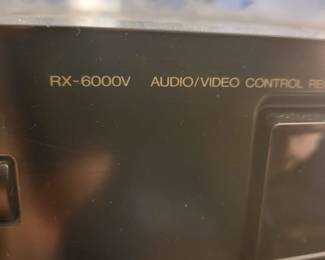 RX-6000V AUDIO/VIDEO CONTROL